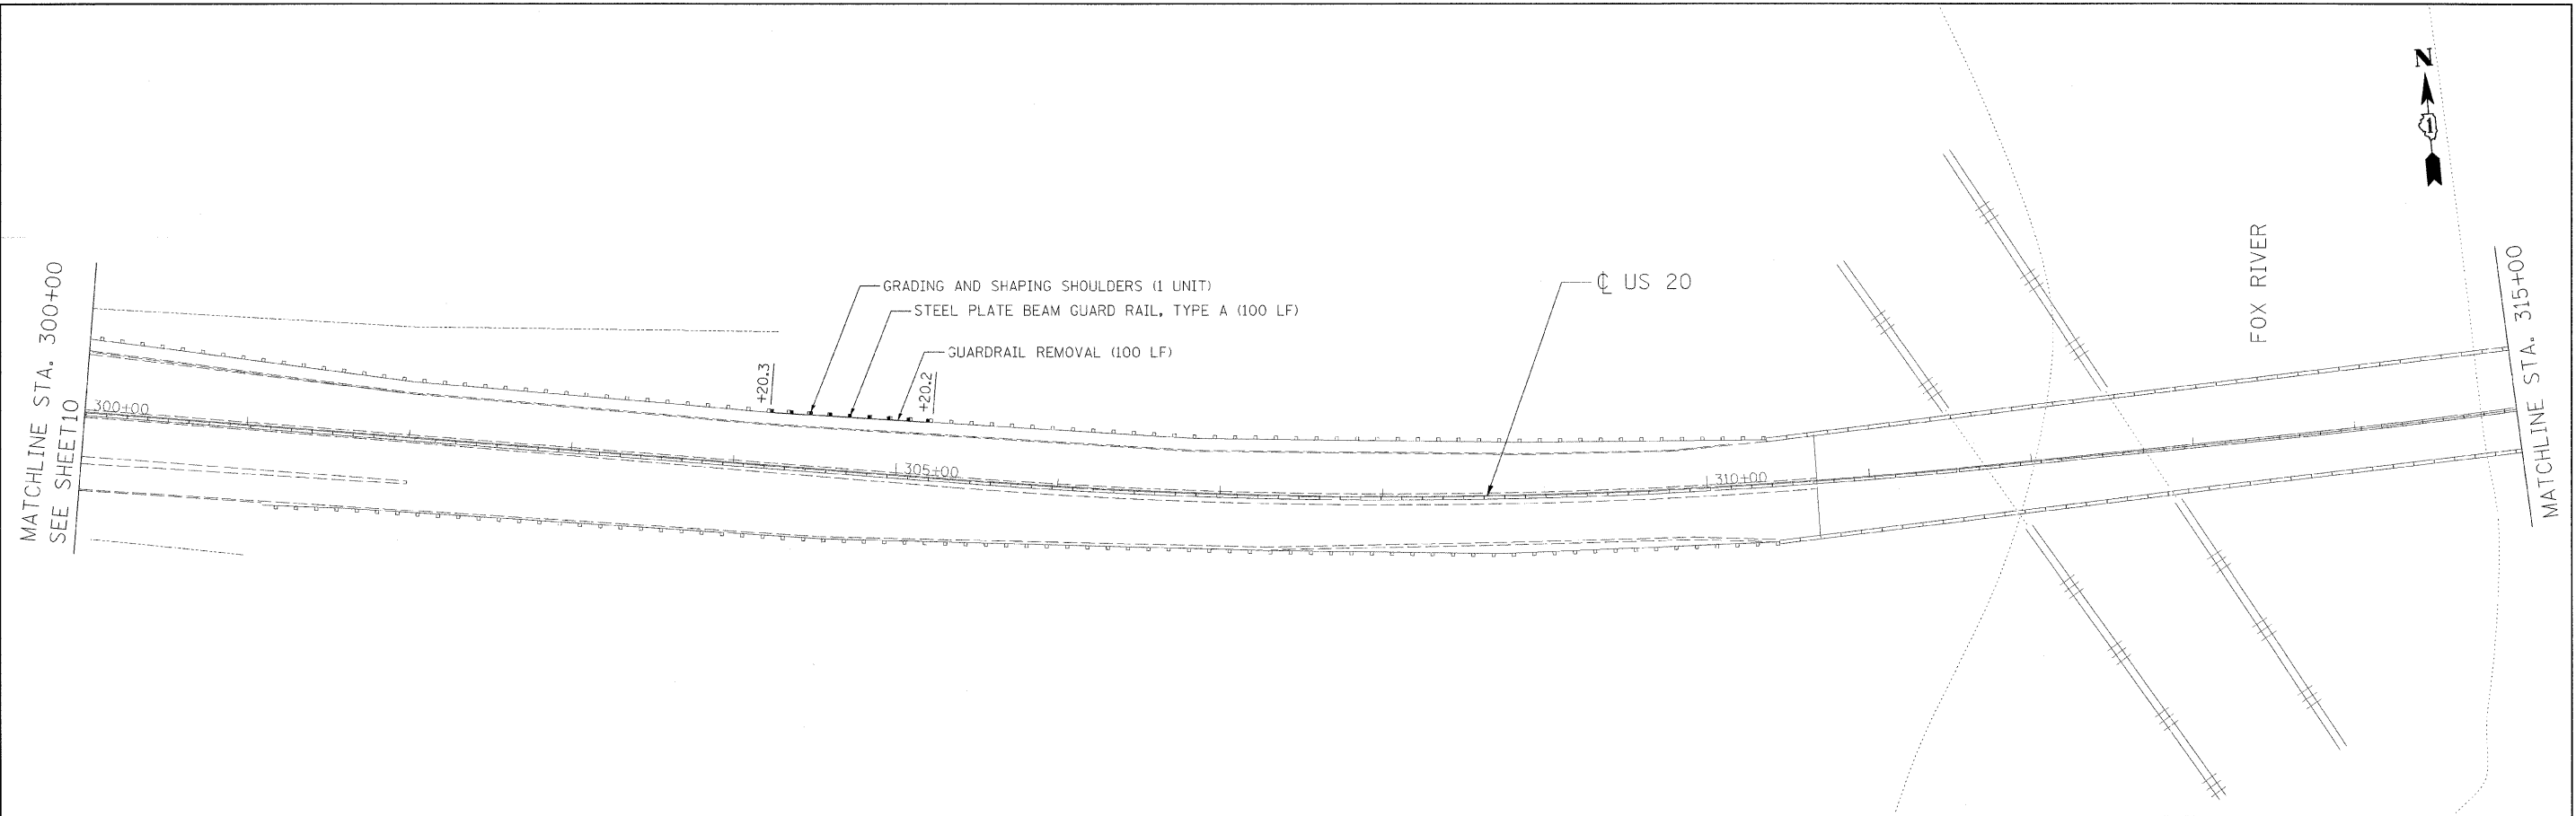 N
1
MATCHLINE STA. 300+00
SEE SHEET10
GRADING AND SHAPING SHOULDERS (1 UNIT)
STEEL PLATE BEAM GUARD RAIL, TYPE A (100 LF)
GUARDRAIL REMOVAL (100 LF)
+20.3
+20.2
℄ US 20
300+00
305+00
310+00
FOX RIVER
MATCHLINE STA. 315+00